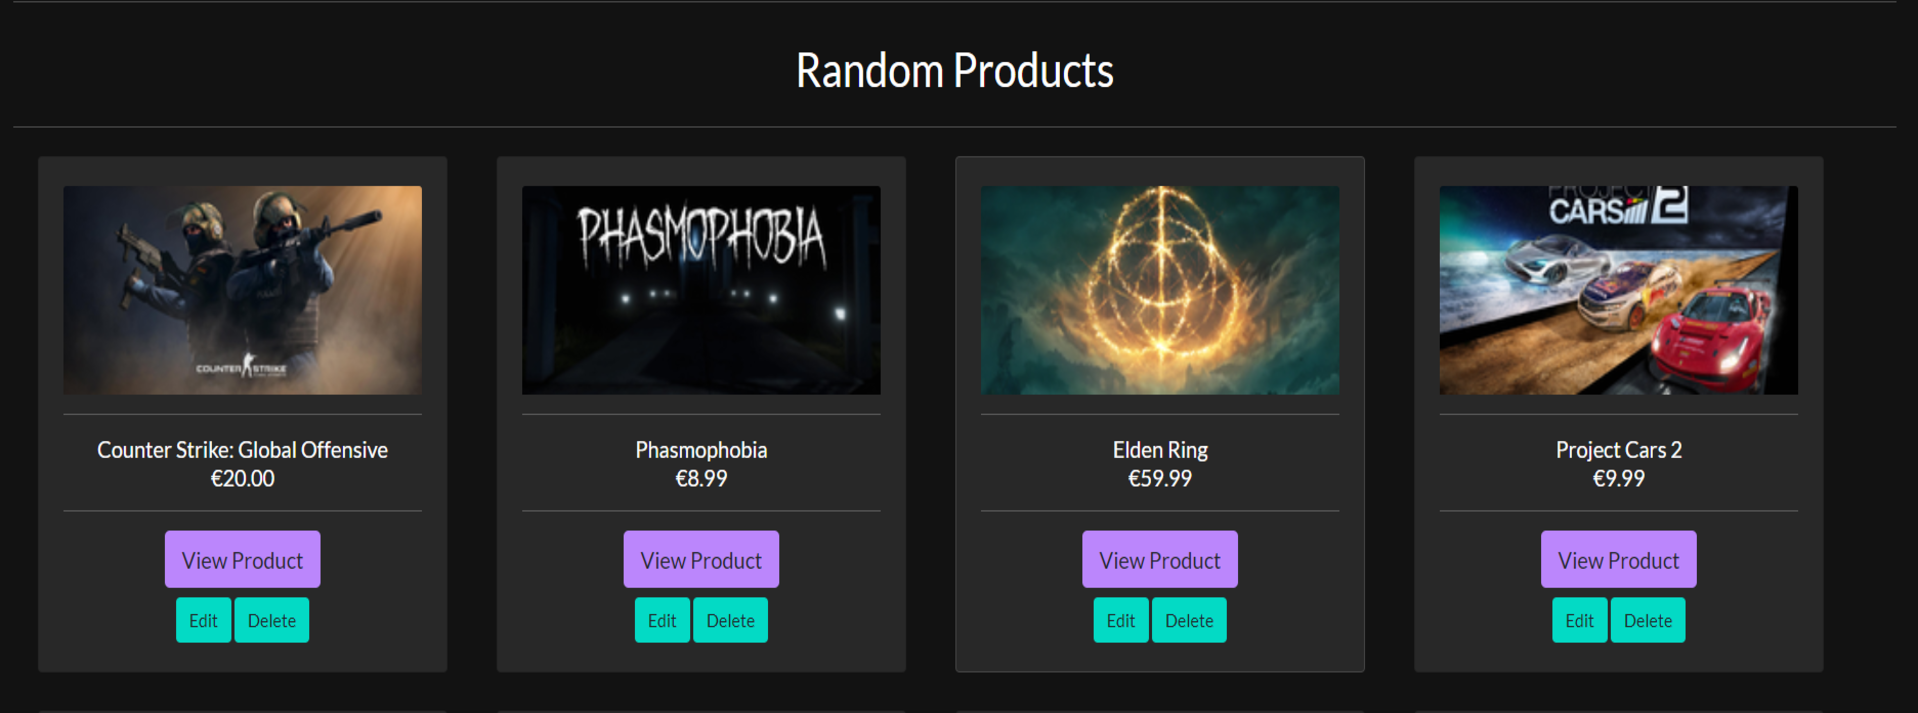 Random Products
COUNTER STRIKE
PHASMOPHOBIA
PROJECT
CARS 2
Counter Strike: Global Offensive
€20.00
Phasmophobia
€8.99
Elden Ring
€59.99
Project Cars 2
€9.99
View Product
View Product
View Product
View Product
Edit Delete
Edit Delete
Edit Delete
Edit Delete